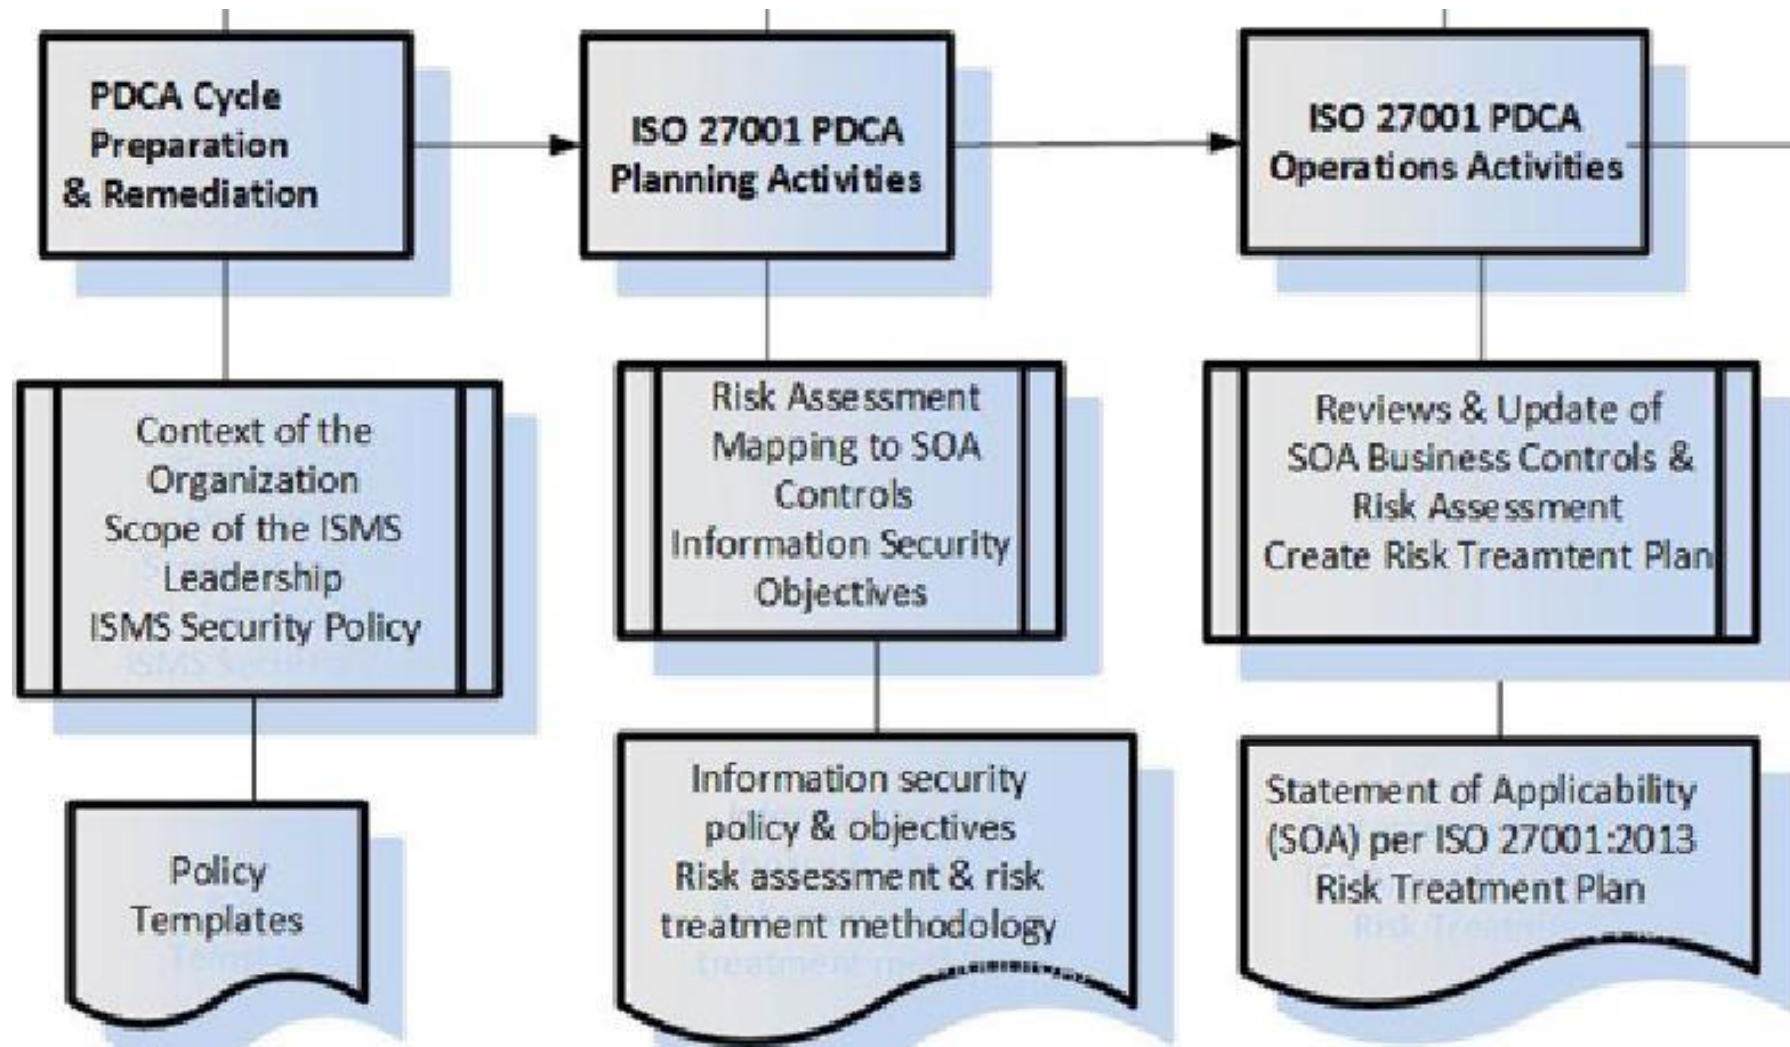 PDCA Cycle
Preparation
& Remediation
ISO 27001 PDCA
Planning Activities
ISO 27001 PDCA
Operations Activities
Context of the
Organization
Scope of the ISMS
Leadership
ISMS Security Policy
Risk Assessment
Mapping to SOA
Controls
Information Security
Objectives
Reviews & Update of
SOA Business Controls &
Risk Assessment
Create Risk Treamtent Plan
Policy
Templates
Information security
policy & objectives
Risk assessment & risk
treatment methodology
Statement of Applicability
(SOA) per ISO 27001:2013
Risk Treatment Plan